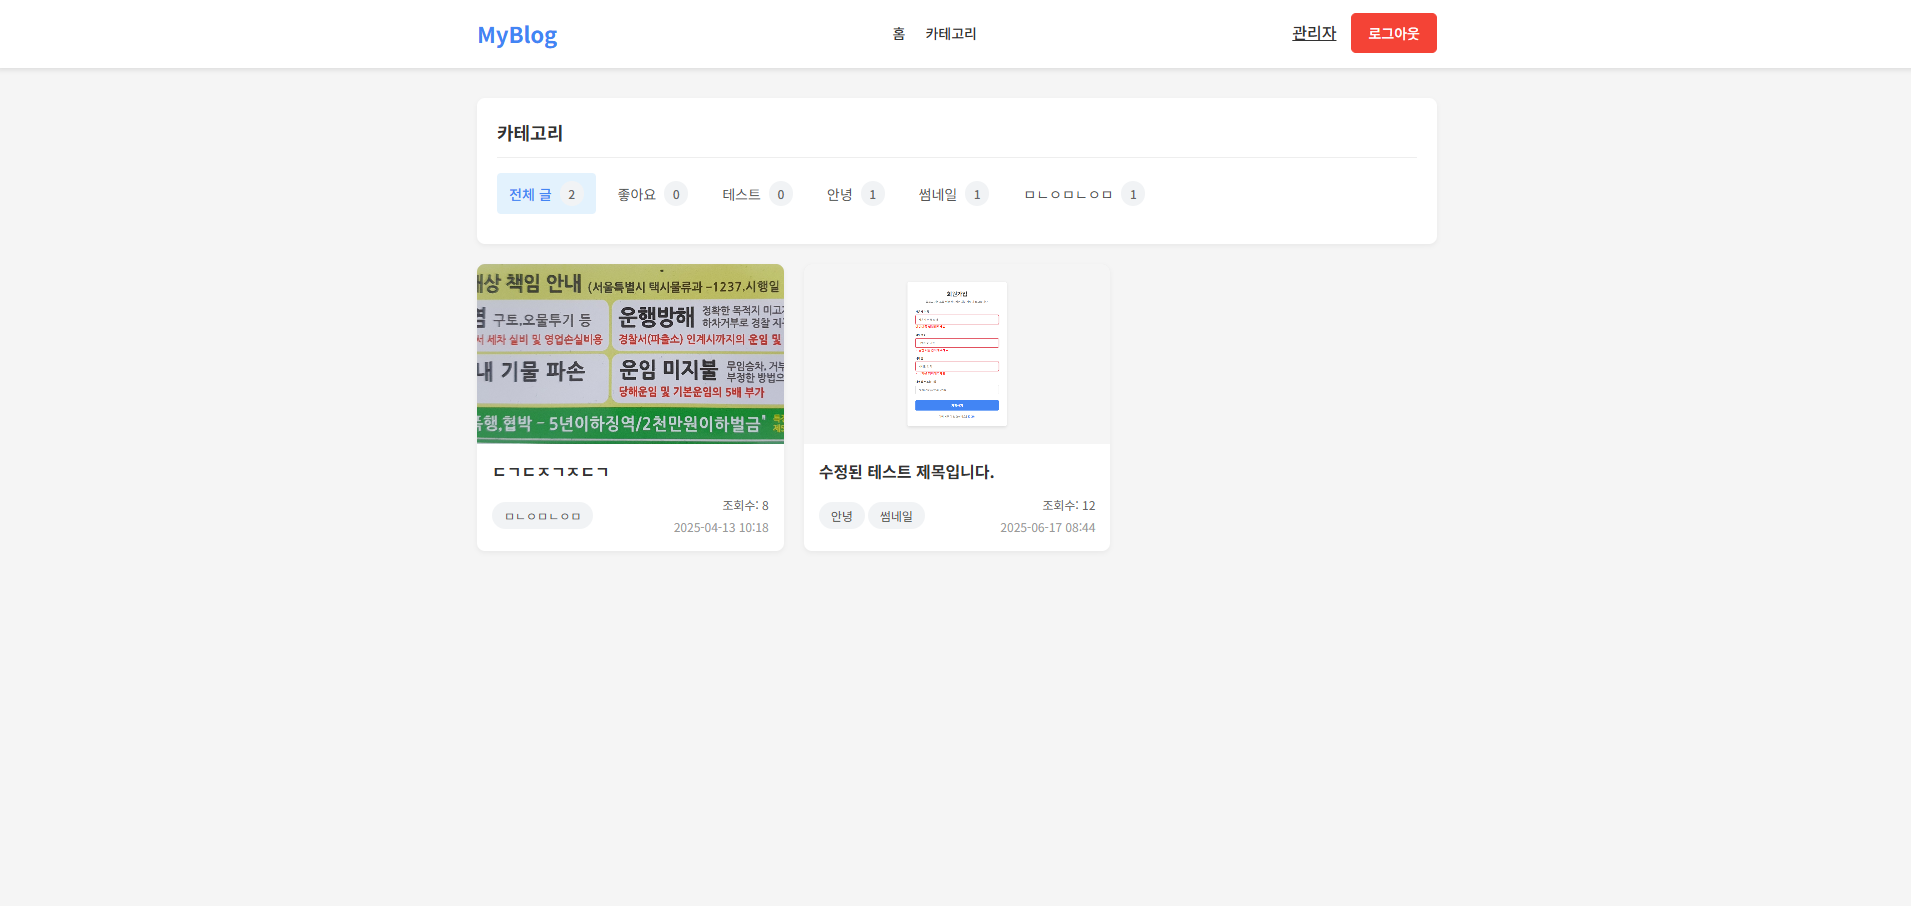 MyBlog
홈 카테고리
관리자 로그아웃
카테고리
전체 글 2 좋아요 0 테스트 0 안녕 1 썸네일 1 ㅁㄴㅇㅁㄴㅇㅁ 1
상 책임 안내 (서울특별시 택시물류과 -1237.시행일
구토.오물투기 등
세차 실비 및 영업손실비용
운행방해 정확한 목적지 미고지
하차거부로 경찰
경찰서(파출소) 인계시까지의 운임 및
내 기물 파손
운임 미지불 무임승차,
부정한 방법으
당해운임 및 기본운임의 5배 부가
폭행,협박 - 5년이하징역/2천만원이하벌금"
ㄷㄱㄷㅈㄱㅈㄷㄱ
ㅁㄴㅇㅁㄴㅇㅁ
조회수: 8
2025-04-13 10:18
회원가입
수정된 테스트 제목입니다.
안녕 썸네일
조회수: 12
2025-06-17 08:44